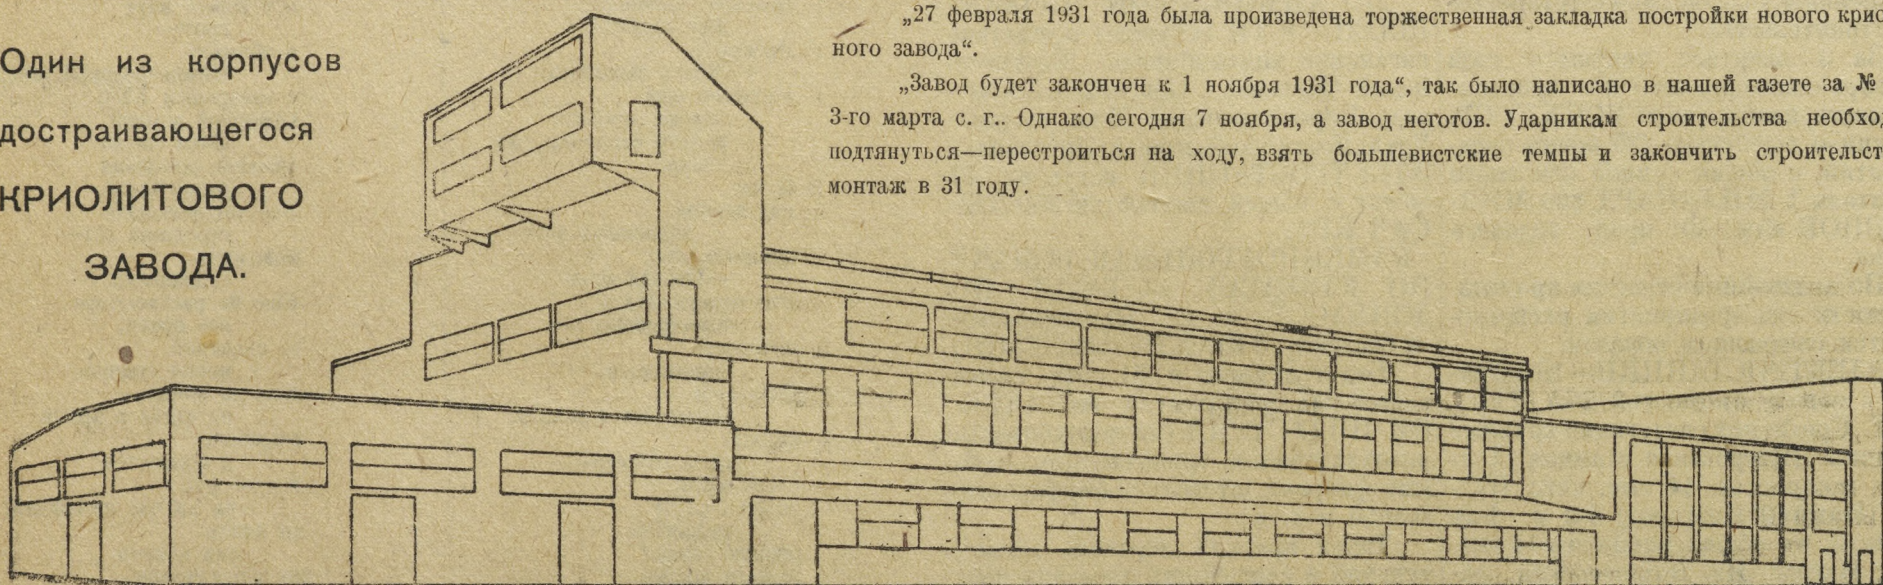 Один из корпусов
достраивающегося
КРИОЛИТОВОГО
ЗАВОДА.
„27 февраля 1931 года была произведена торжественная закладка постройки нового крио
ного завода“.
„Завод будет закончен к 1 ноября 1931 года“, так было написано в нашей газете за №
3-го марта с. г.. Однако сегодня 7 ноября, а завод неготов. Ударникам строительства необход
подтянуться—перестроиться на ходу, взять большевистские темпы и закончить строительст
монтаж в 31 году.